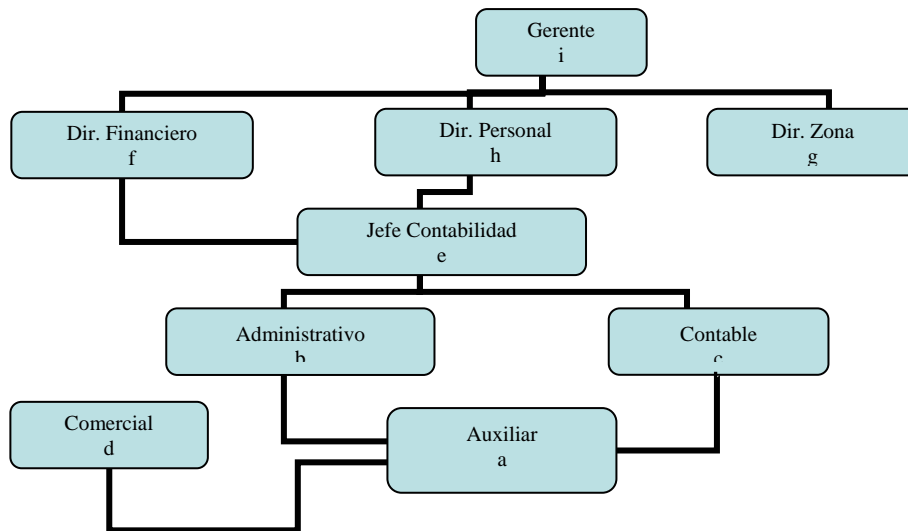 Gerente
i
Dir. Financiero
f
Dir. Personal
h
Dir. Zona
g
Jefe Contabilidad
e
Administrativo
b
Contable
c
Comercial
d
Auxiliar
a